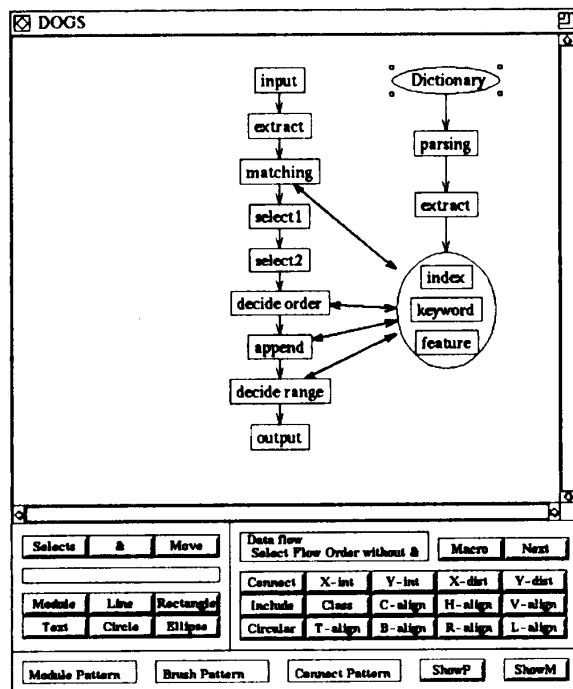 DOGS
input
Dictionary
extract
parsing
matching
select1
extract
select2
index
decide order
keyword
append
feature
decide range
output
Data flow
Select Flow Order without &
Selects & Move
Macro Next
Connect X-int Y-int X-dist Y-dist
Module Line Rectangle
Include Class C-align H-align V-align
Text Circle Ellipse
Circular T-align B-align R-align L-align
Module Pattern Brush Pattern Connect Pattern ShowP ShowM